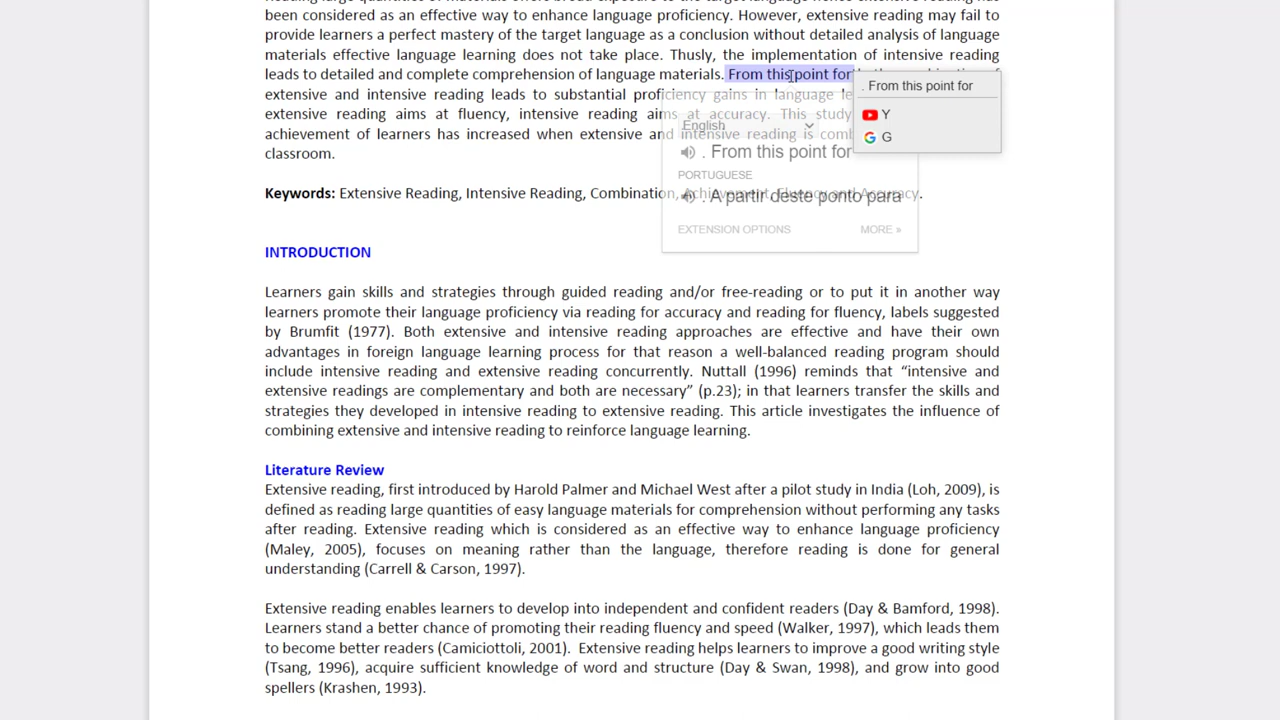 Reading large quantities of materials offers broad exposure to the target language hence extensive reading has
been considered as an effective way to enhance language proficiency. However, extensive reading may fail to
provide learners a perfect mastery of the target language as a conclusion without detailed analysis of language
materials effective language learning does not take place. Thusly, the implementation of intensive reading
leads to detailed and complete comprehension of language materials. From this point for
extensive and intensive reading leads to substantial proficiency gains in language
extensive reading aims at fluency, intensive reading aims at accuracy. This study
achievement of learners has increased when extensive and intensive reading is
classroom.
. From this point for
Y
G
English
. From this point for
PORTUGUESE
. A partir deste ponto para
EXTENSION OPTIONS MORE »
Keywords: Extensive Reading, Intensive Reading, Combination, Achievement, Fluency and Accuracy.
INTRODUCTION
Learners gain skills and strategies through guided reading and/or free-reading or to put it in another way
learners promote their language proficiency via reading for accuracy and reading for fluency, labels suggested
by Brumfit (1977). Both extensive and intensive reading approaches are effective and have their own
advantages in foreign language learning process for that reason a well-balanced reading program should
include intensive reading and extensive reading concurrently. Nuttall (1996) reminds that “intensive and
extensive readings are complementary and both are necessary” (p.23); in that learners transfer the skills and
strategies they developed in intensive reading to extensive reading. This article investigates the influence of
combining extensive and intensive reading to reinforce language learning.
Literature Review
Extensive reading, first introduced by Harold Palmer and Michael West after a pilot study in India (Loh, 2009), is
defined as reading large quantities of easy language materials for comprehension without performing any tasks
after reading. Extensive reading which is considered as an effective way to enhance language proficiency
(Maley, 2005), focuses on meaning rather than the language, therefore reading is done for general
understanding (Carrell & Carson, 1997).
Extensive reading enables learners to develop into independent and confident readers (Day & Bamford, 1998).
Learners stand a better chance of promoting their reading fluency and speed (Walker, 1997), which leads them
to become better readers (Camiciottoli, 2001). Extensive reading helps learners to improve a good writing style
(Tsang, 1996), acquire sufficient knowledge of word and structure (Day & Swan, 1998), and grow into good
spellers (Krashen, 1993).